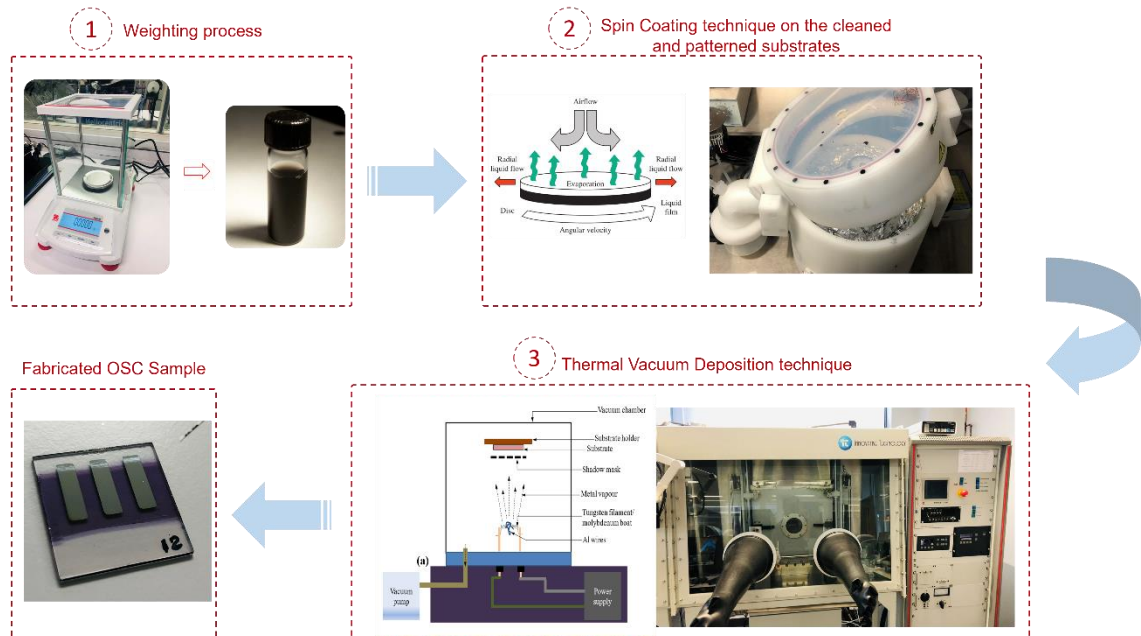 1 Weighting process
2 Spin Coating technique on the cleaned
and patterned substrates
Airflow
Radial
liquid flow
Radial
liquid flow
Evaporation
Disc
Liquid
film
Angular velocity
Fabricated OSC Sample
3 Thermal Vacuum Deposition technique
Vacuum chamber
Substrate holder
Substrate
Shadow mask
Metal vapour
Tungsten filament/
molybdenum boat
Al wires
(a)
Vacuum
pump
Power
supply
12